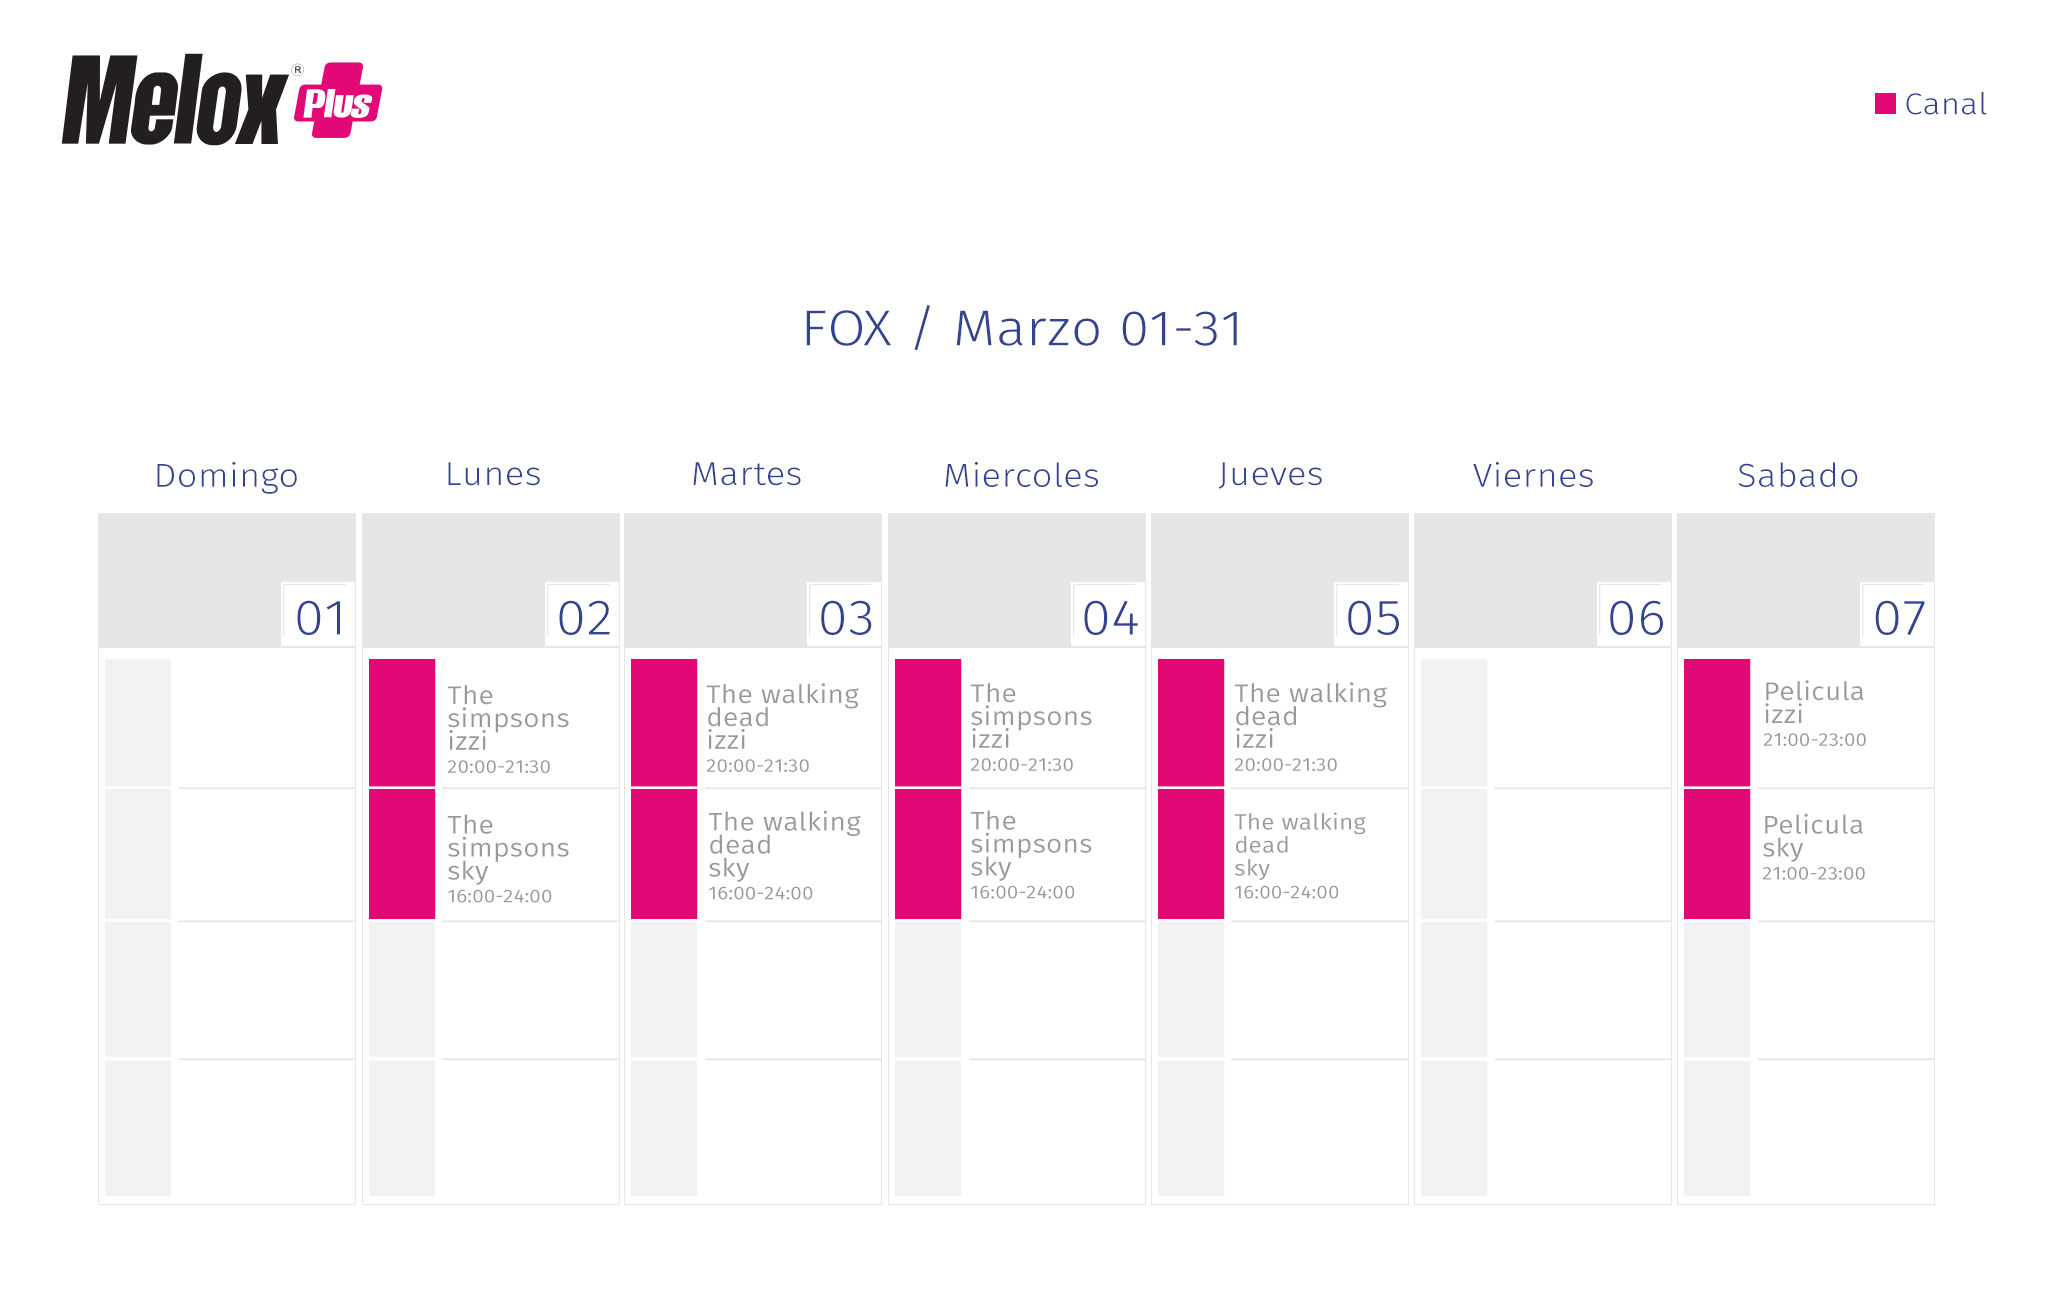 Melox® Plus
Canal
FOX / Marzo 01-31
Domingo
Lunes
Martes
Miercoles
Jueves
Viernes
Sabado
01
02
03
04
05
06
07
The
simpsons
izzi
20:00-21:30
The walking
dead
izzi
20:00-21:30
The
simpsons
izzi
20:00-21:30
The walking
dead
izzi
20:00-21:30
Pelicula
izzi
21:00-23:00
The
simpsons
sky
16:00-24:00
The walking
dead
sky
16:00-24:00
The
simpsons
sky
16:00-24:00
The walking
dead
sky
16:00-24:00
Pelicula
sky
21:00-23:00